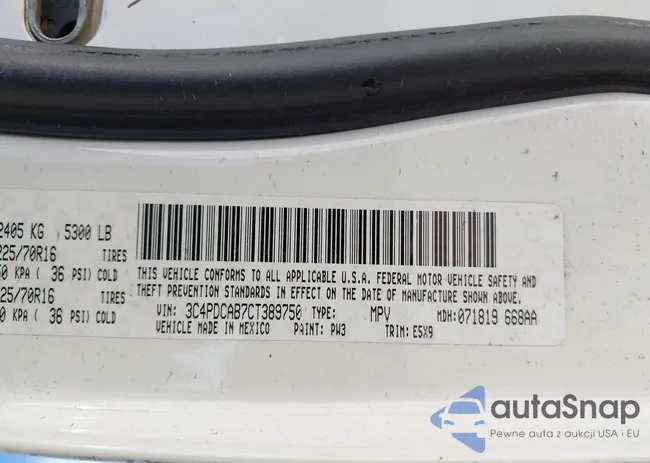 2405 KG 5300 LB
225/70R16 TIRES
50 KPA ( 36 PSI) COLD
25/70R16 TIRES
0 KPA ( 36 PSI) COLD
THIS VEHICLE CONFORMS TO ALL APPLICABLE U.S.A. FEDERAL MOTOR VEHICLE SAFETY AND
THEFT PREVENTION STANDARDS IN EFFECT ON THE DATE OF MANUFACTURE SHOWN ABOVE.
VIN: 3C4PDCAB7CT389750 TYPE: MPV MDH: 071819 668AA
VEHICLE MADE IN MEXICO PAINT: PW3 TRIM: E5X9
autaSnap
Pewne auta z aukcji USA i EU